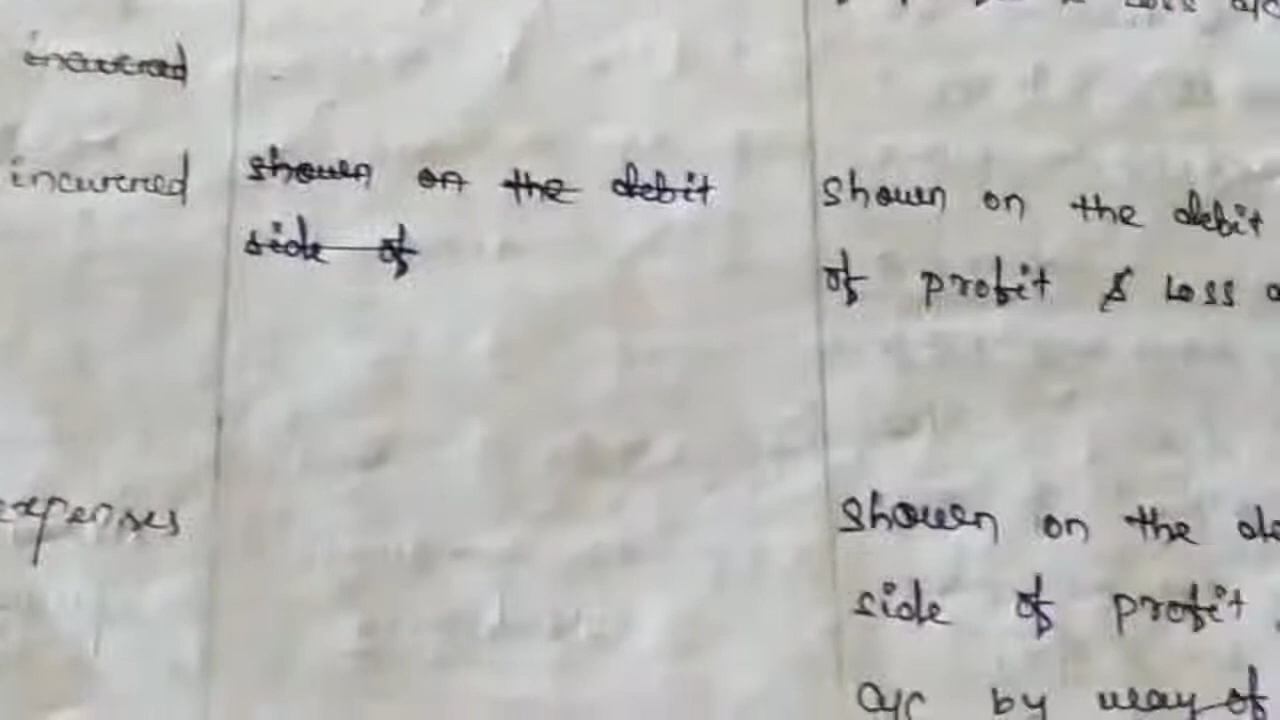 Loss a/c
incurred
incurred
shown on the debit
side of
shown on the debit
of profit & Loss
expenses
shown on the
side of profit
a/c by way of